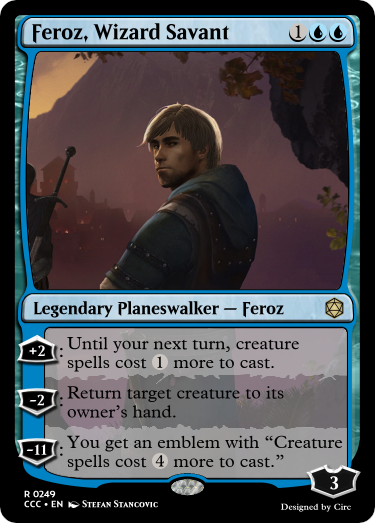 Feroz, Wizard Savant 1
Legendary Planeswalker — Feroz
+2: Until your next turn, creature
spells cost 1 more to cast.
-2: Return target creature to its
owner's hand.
-11: You get an emblem with “Creature
spells cost 4 more to cast.”
3
R 0249
CCC • EN Stefan Stancovic
Designed by Circ